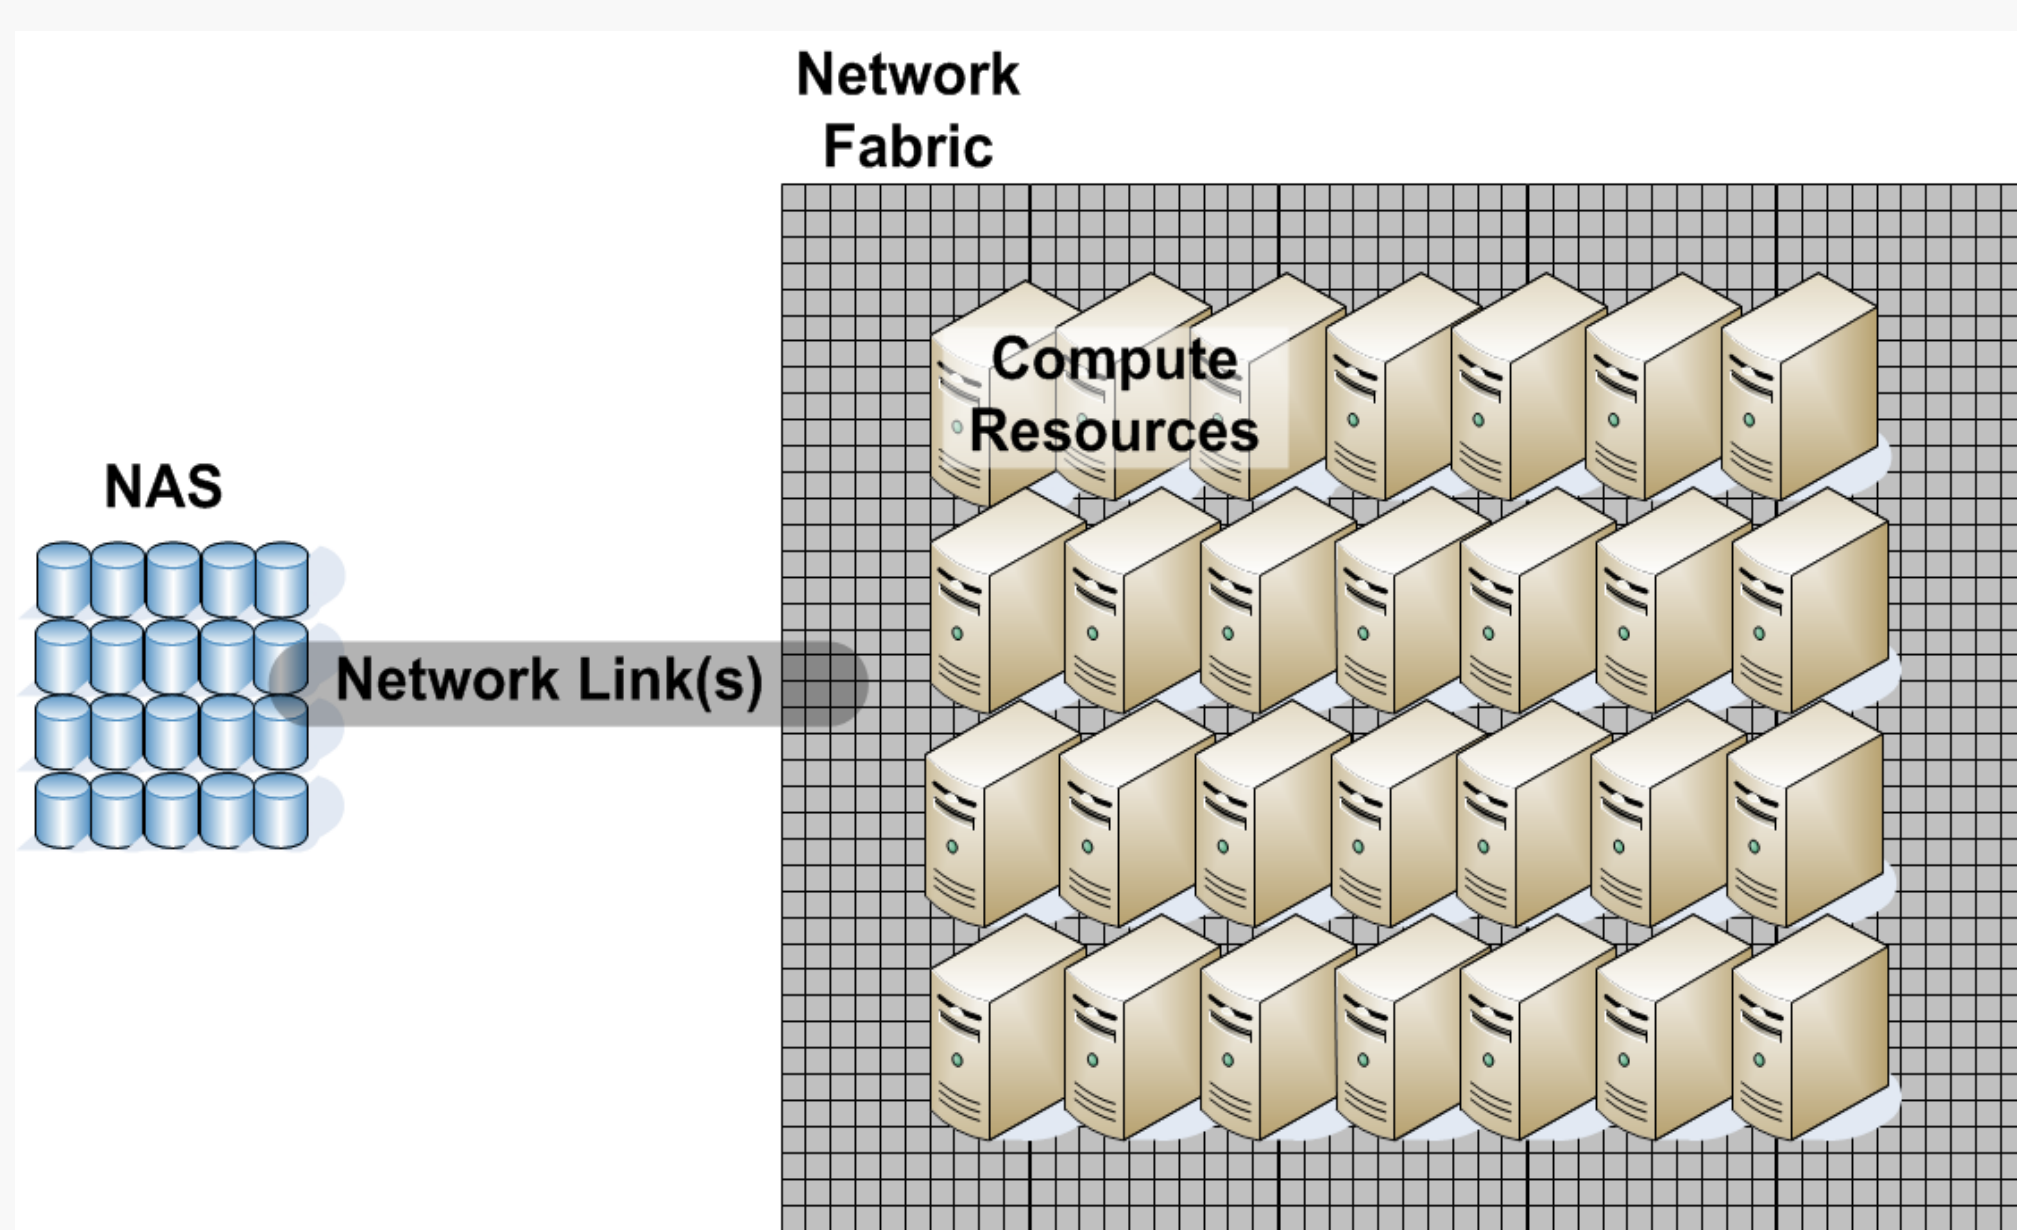 Network
Fabric
Compute
Resources
NAS
Network Link(s)